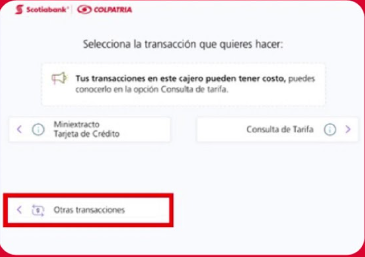 Scotiabank® COLPATRIA
Selecciona la transacción que quieres hacer:
Tus transacciones en este cajero pueden tener costo, puedes
conocerlo en la opción Consulta de tarifa.
Miniextracto
Tarjeta de Crédito
Consulta de Tarifa
Otras transacciones